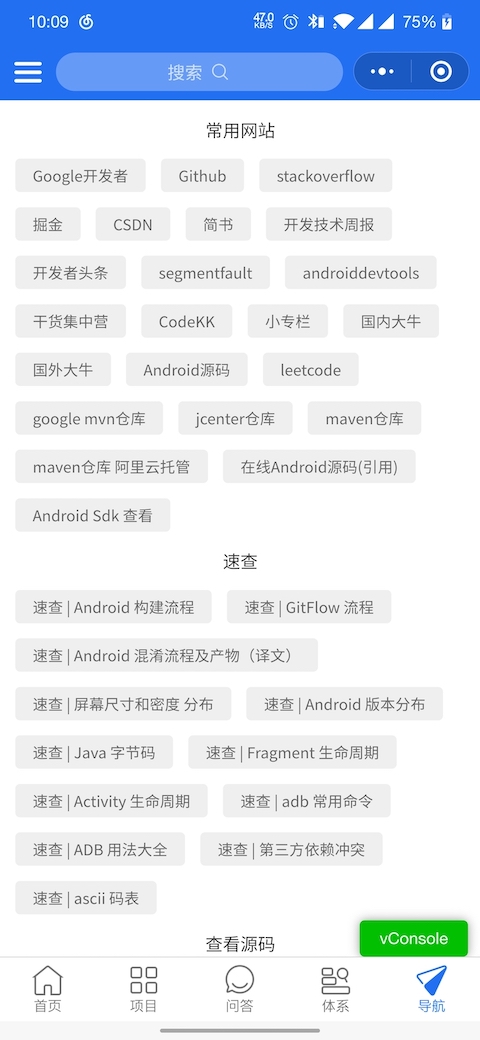 10:09 47.0 KB/S 75%
搜索
常用网站
Google开发者 Github stackoverflow
掘金 CSDN 简书 开发技术周报
开发者头条 segmentfault androiddevtools
干货集中营 CodeKK 小专栏 国内大牛
国外大牛 Android源码 leetcode
google mvn仓库 jcenter仓库 maven仓库
maven仓库 阿里云托管 在线Android源码(引用)
Android Sdk 查看
速查
速查 | Android 构建流程 速查 | GitFlow 流程
速查 | Android 混淆流程及产物（译文）
速查 | 屏幕尺寸和密度 分布 速查 | Android 版本分布
速查 | Java 字节码 速查 | Fragment 生命周期
速查 | Activity 生命周期 速查 | adb 常用命令
速查 | ADB 用法大全 速查 | 第三方依赖冲突
速查 | ascii 码表
查看源码
vConsole
首页 项目 问答 体系 导航